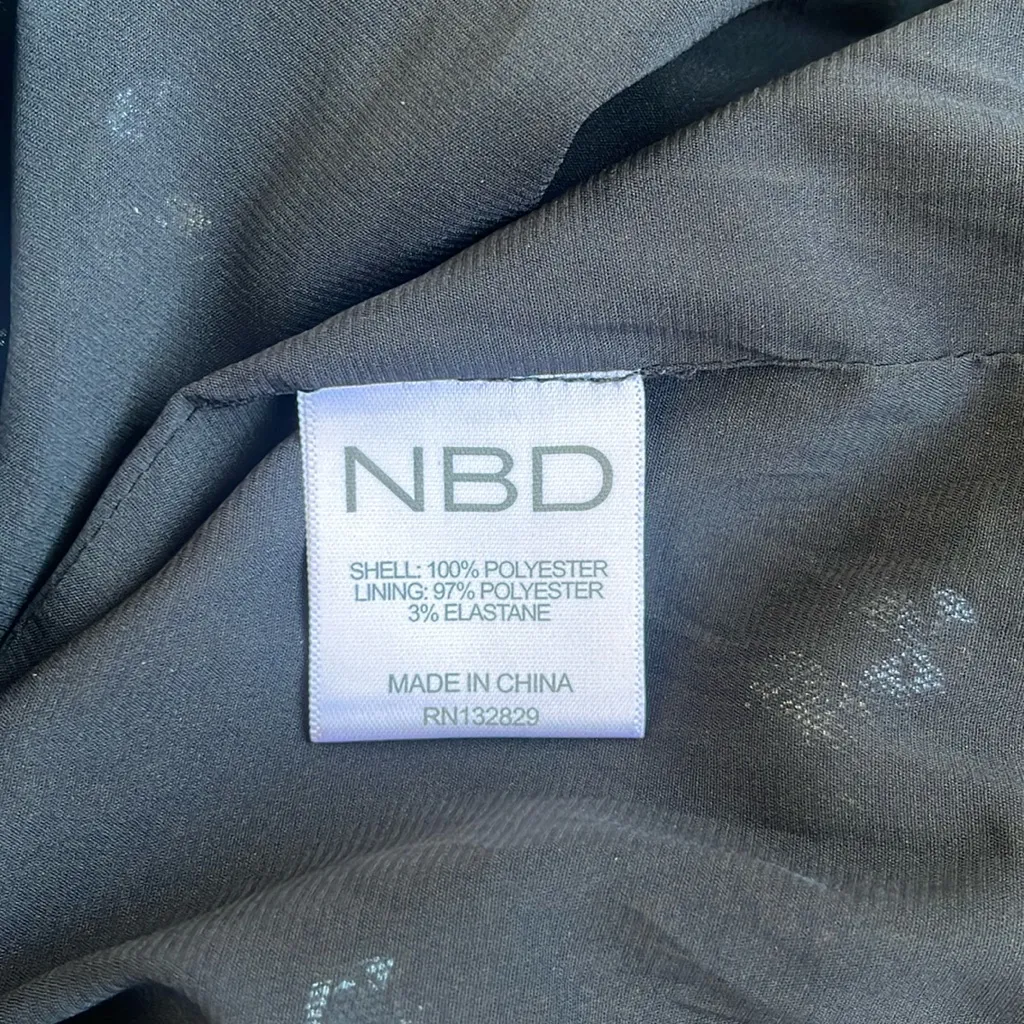 NBD
SHELL: 100% POLYESTER
LINING: 97% POLYESTER
3% ELASTANE
MADE IN CHINA
RN132829